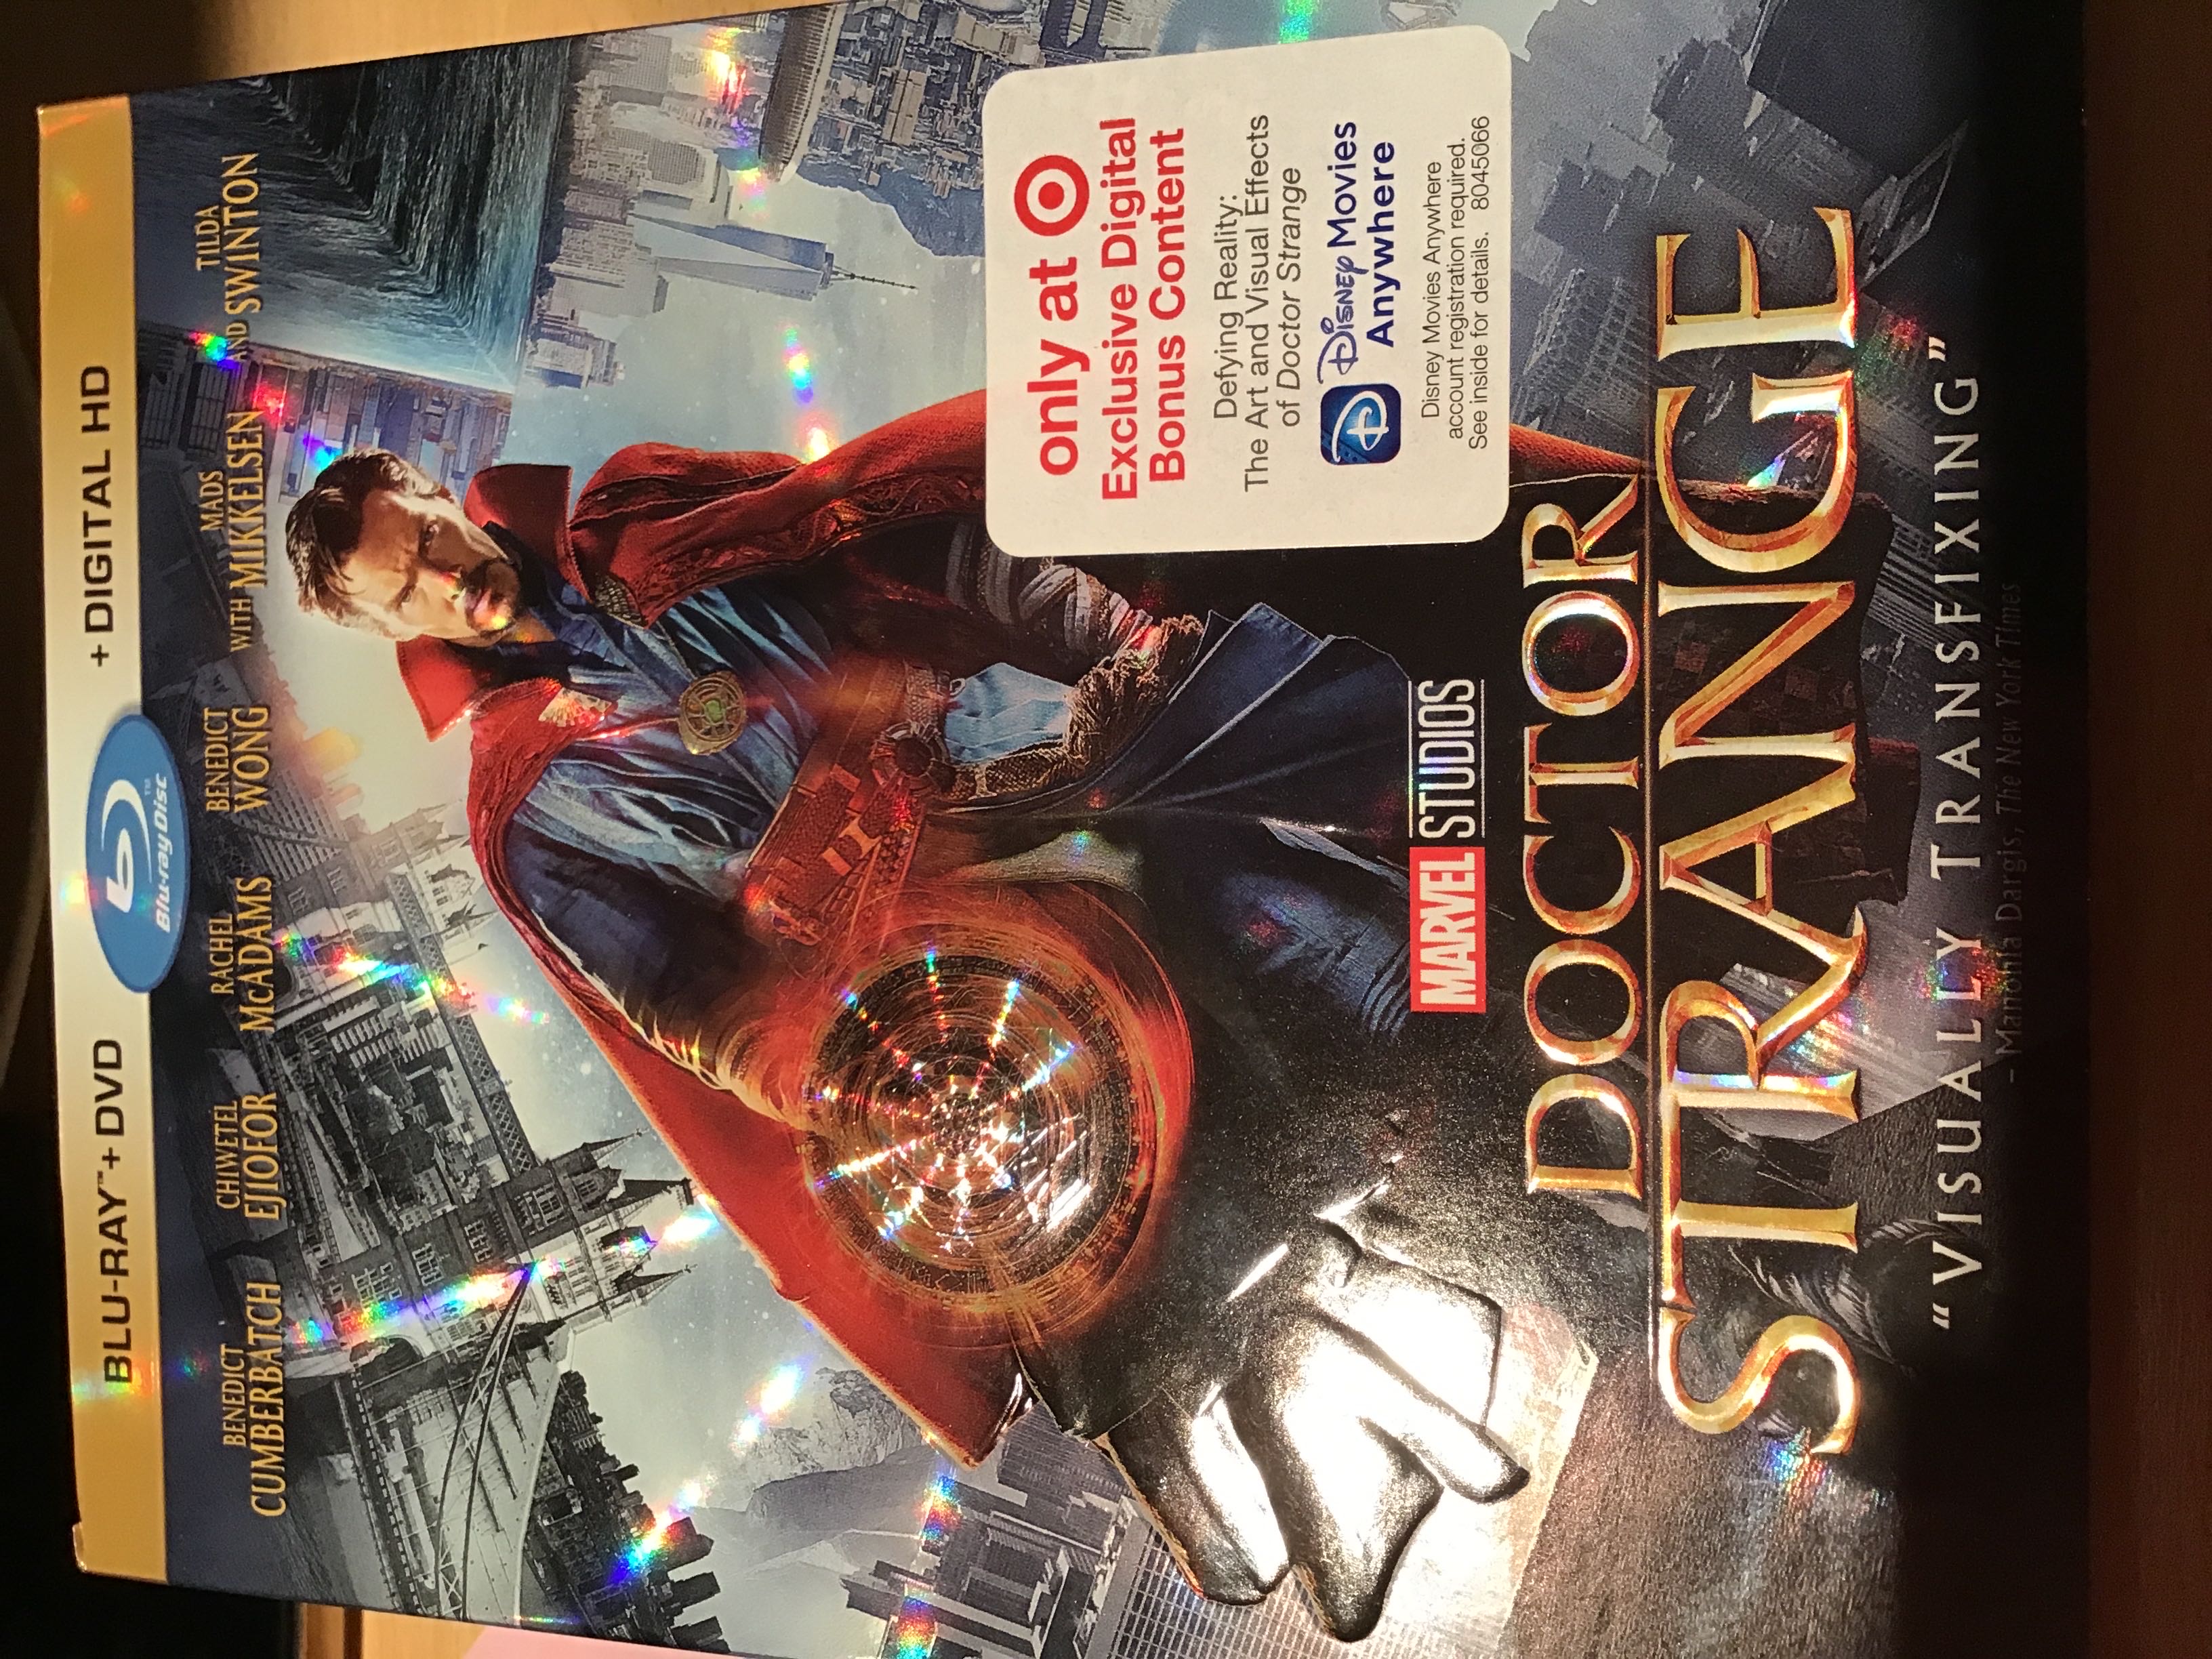 BLU-RAY™ + DVD
Blu-ray Disc™
+ DIGITAL HD
BENEDICT
CUMBERBATCH
CHIWETEL
EJIOFOR
RACHEL
McADAMS
BENEDICT
WONG
WITH MADS
MIKKELSEN
AND TILDA
SWINTON
only at
Exclusive Digital
Bonus Content
Defying Reality:
The Art and Visual Effects
of Doctor Strange
D
Disney Movies
Anywhere
Disney Movies Anywhere
account registration required.
See inside for details. 8045066
MARVEL STUDIOS
DOCTOR
STRANGE
“VISUALLY TRANSFIXING”
– Manohla Dargis, The New York Times